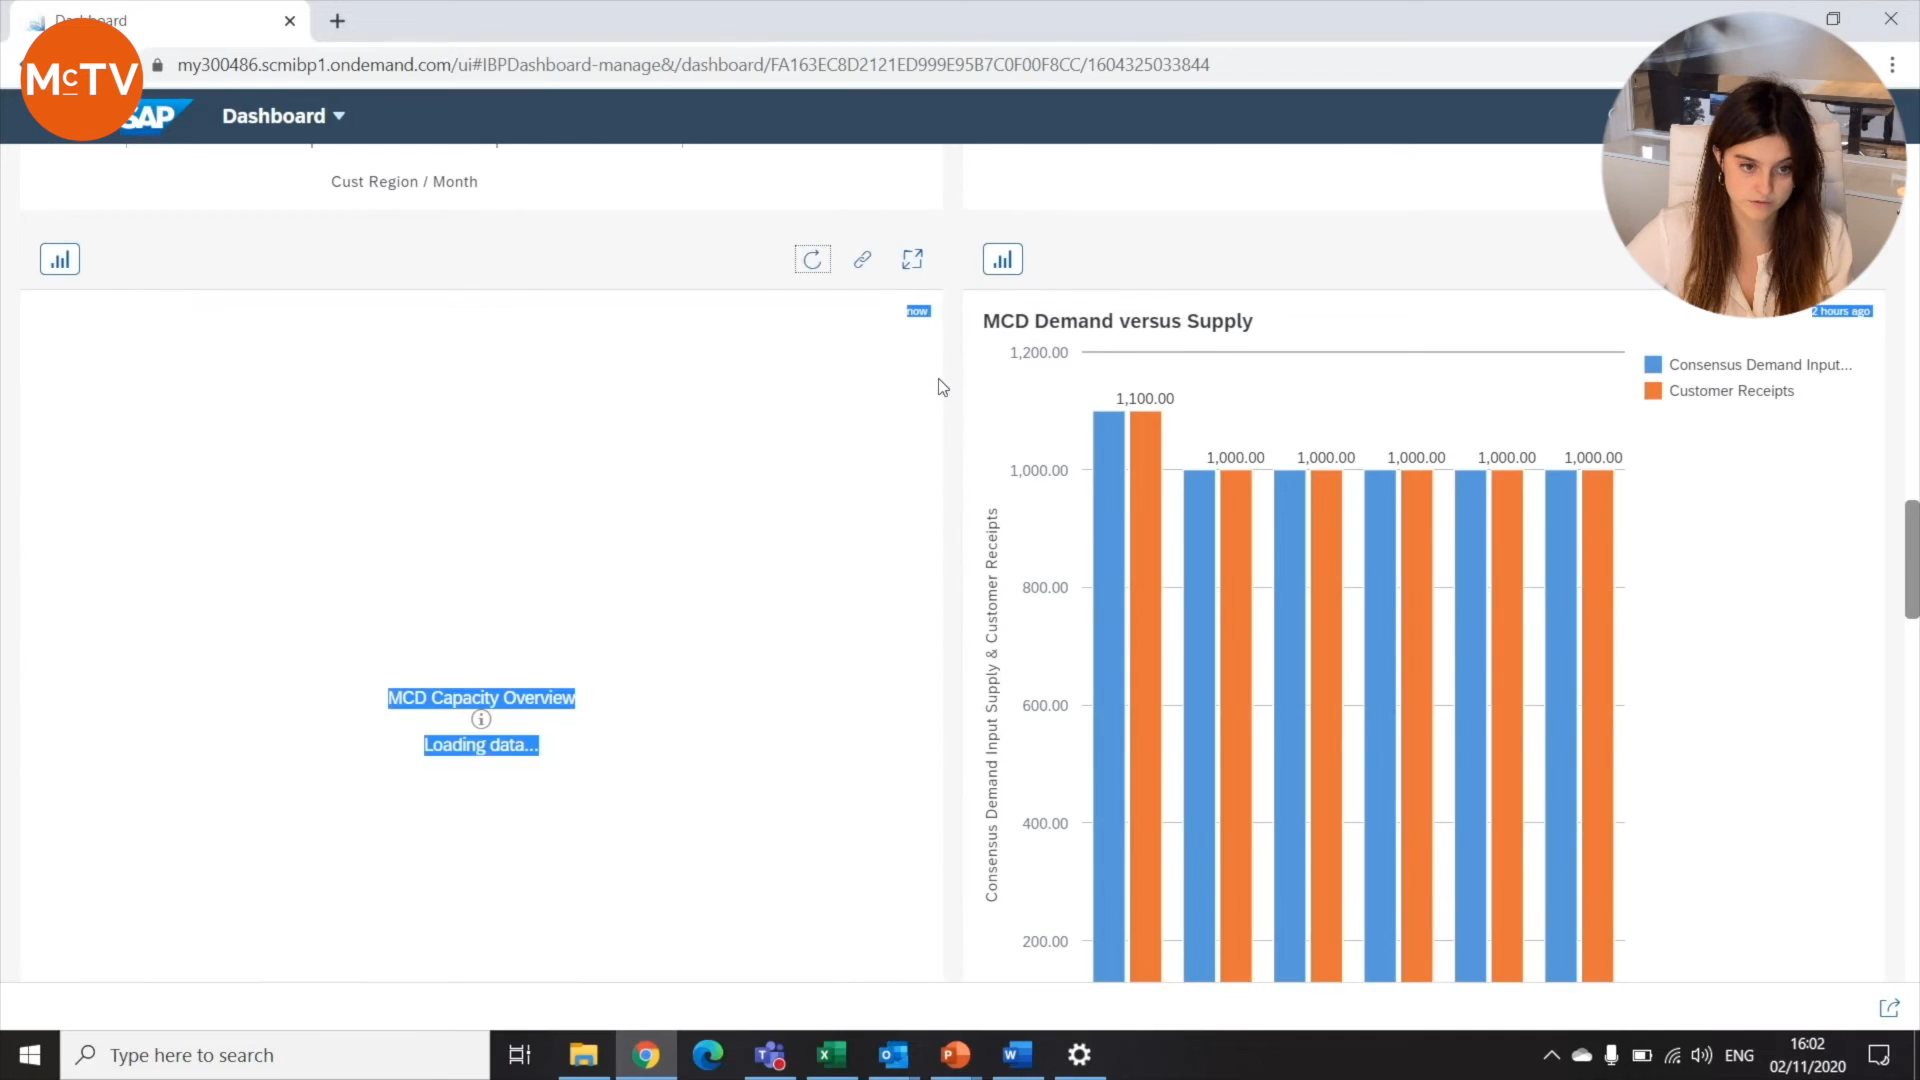 Dashboard
McTV
my300486.scmibp1.ondemand.com/ui#IBPDashboard-manage&/dashboard/FA163EC8D2121ED999E95B7C0F00F8CC/1604325033844
SAP
Dashboard
Cust Region / Month
now
MCD Capacity Overview
Loading data...
MCD Demand versus Supply
2 hours ago
Consensus Demand Input...
Customer Receipts
Consensus Demand Input Supply & Customer Receipts
1,200.00
1,000.00
800.00
600.00
400.00
200.00
1,100.00
1,000.00
1,000.00
1,000.00
1,000.00
1,000.00
Type here to search
ENG
16:02
02/11/2020